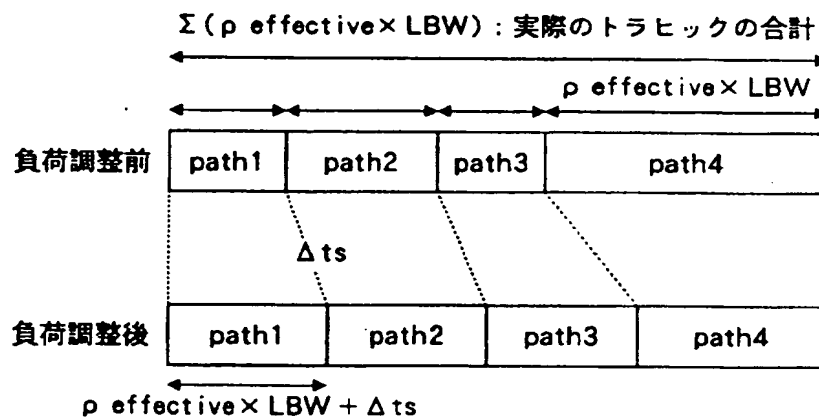 Σ(ρ effective×LBW):実際のトラヒックの合計
ρ effective×LBW
負荷調整前 path1 path2 path3 path4
Δts
負荷調整後 path1 path2 path3 path4
ρ effective×LBW+Δts